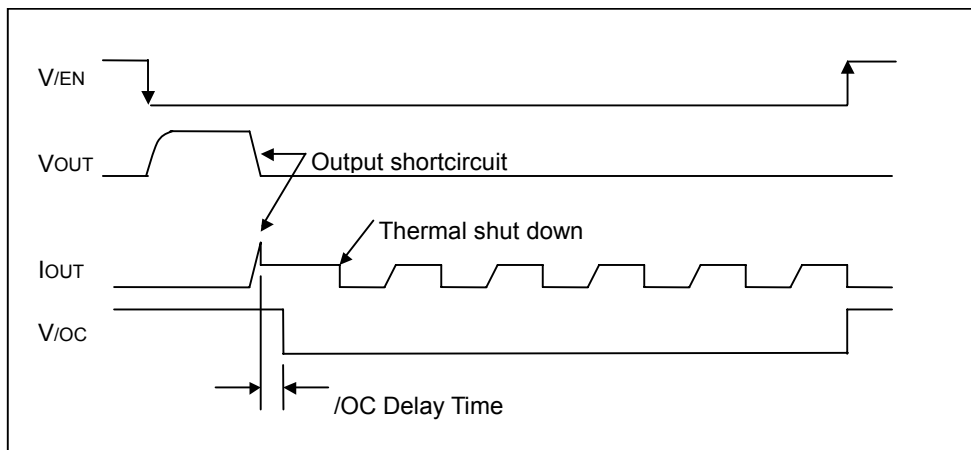 V/EN
VOUT
Output shortcircuit
Thermal shut down
IOUT
V/OC
/OC Delay Time